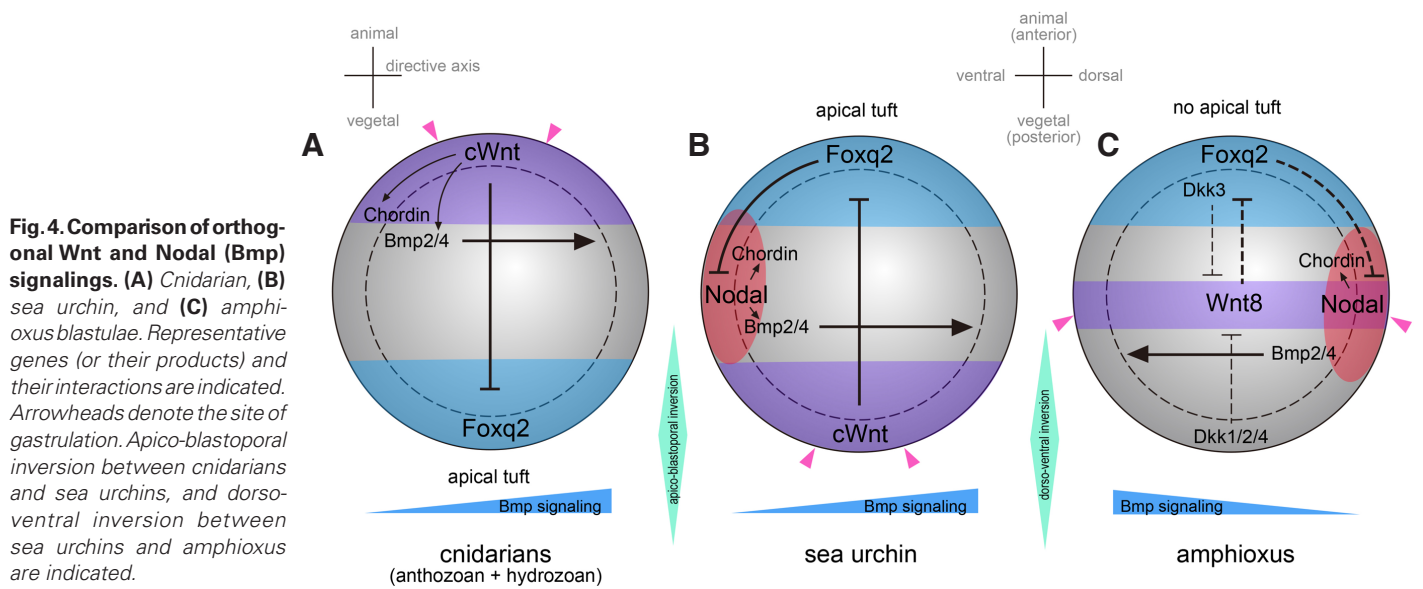 Fig. 4. Comparison of orthog-
onal Wnt and Nodal (Bmp)
signalings. (A) Cnidarian, (B)
sea urchin, and (C) amphi-
oxus blastulae. Representative
genes (or their products) and
their interactions are indicated.
Arrowheads denote the site of
gastrulation. Apico-blastoporal
inversion between cnidarians
and sea urchins, and dorso-
ventral inversion between
sea urchins and amphioxus
are indicated.
animal
directive axis
vegetal
A
cWnt
Chordin
Bmp2/4
Foxq2
apical tuft
Bmp signaling
cnidarians
(anthozoan + hydrozoan)
apico-blastoporal inversion
apical tuft
B
Foxq2
Chordin
Nodal
Bmp2/4
cWnt
Bmp signaling
sea urchin
animal
(anterior)
ventral
dorsal
vegetal
(posterior)
dorso-ventral inversion
no apical tuft
C
Foxq2
Dkk3
Chordin
Wnt8
Nodal
Bmp2/4
Dkk1/2/4
Bmp signaling
amphioxus